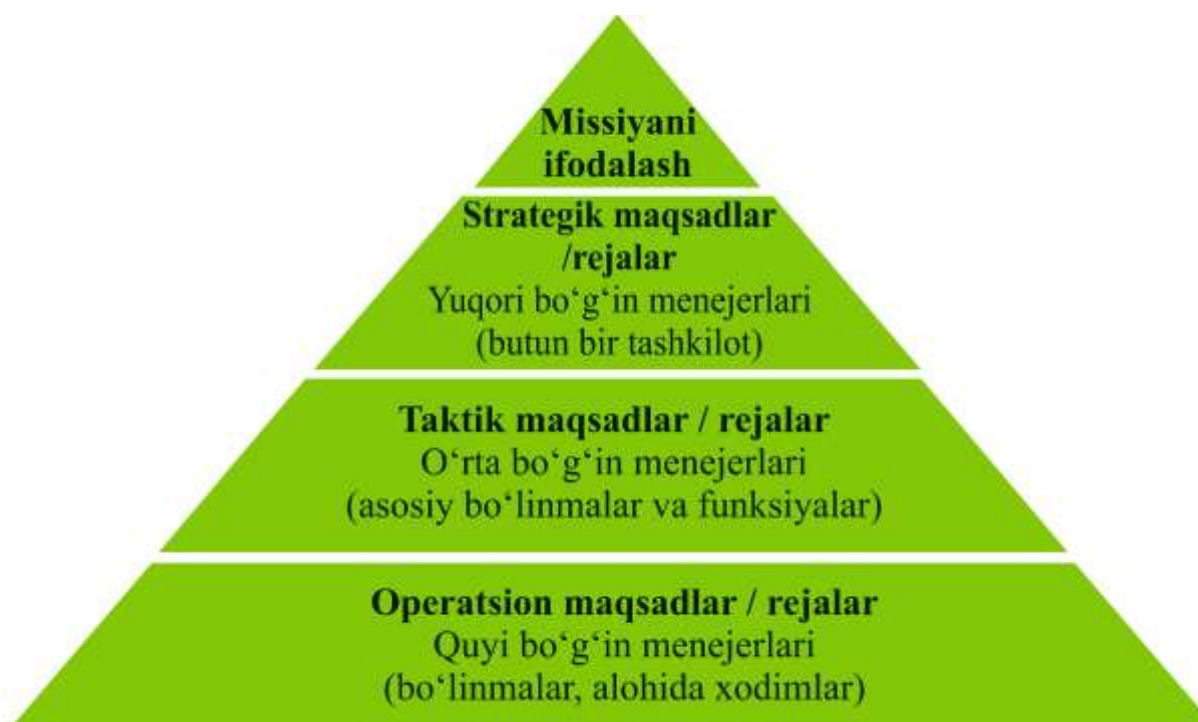 Missiyani
ifodalash
Strategik maqsadlar
/rejalar
Yuqori bo‘g‘in menejerlari
(butun bir tashkilot)
Taktik maqsadlar / rejalar
O‘rta bo‘g‘in menejerlari
(asosiy bo‘linmalar va funksiyalar)
Operatsion maqsadlar / rejalar
Quyi bo‘g‘in menejerlari
(bo‘linmalar, alohida xodimlar)